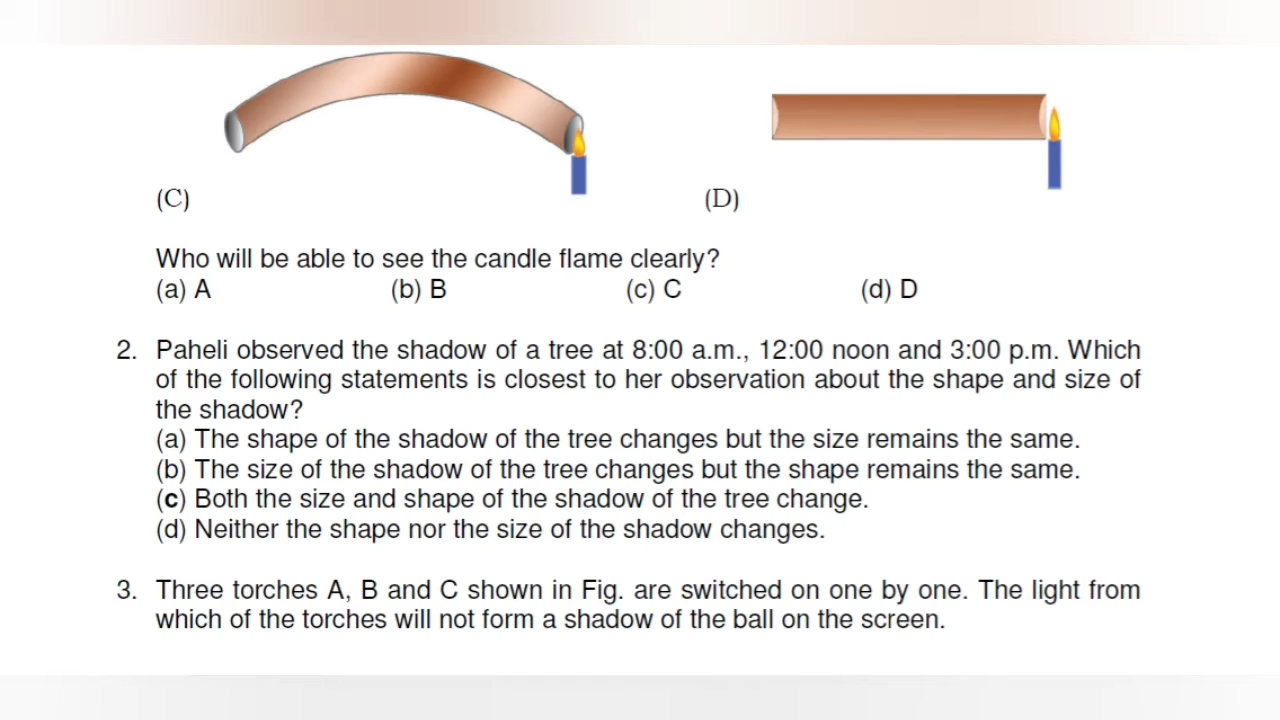 (C) (D)
Who will be able to see the candle flame clearly?
(a) A (b) B (c) C (d) D
2. Paheli observed the shadow of a tree at 8:00 a.m., 12:00 noon and 3:00 p.m. Which
of the following statements is closest to her observation about the shape and size of
the shadow?
(a) The shape of the shadow of the tree changes but the size remains the same.
(b) The size of the shadow of the tree changes but the shape remains the same.
(c) Both the size and shape of the shadow of the tree change.
(d) Neither the shape nor the size of the shadow changes.
3. Three torches A, B and C shown in Fig. are switched on one by one. The light from
which of the torches will not form a shadow of the ball on the screen.